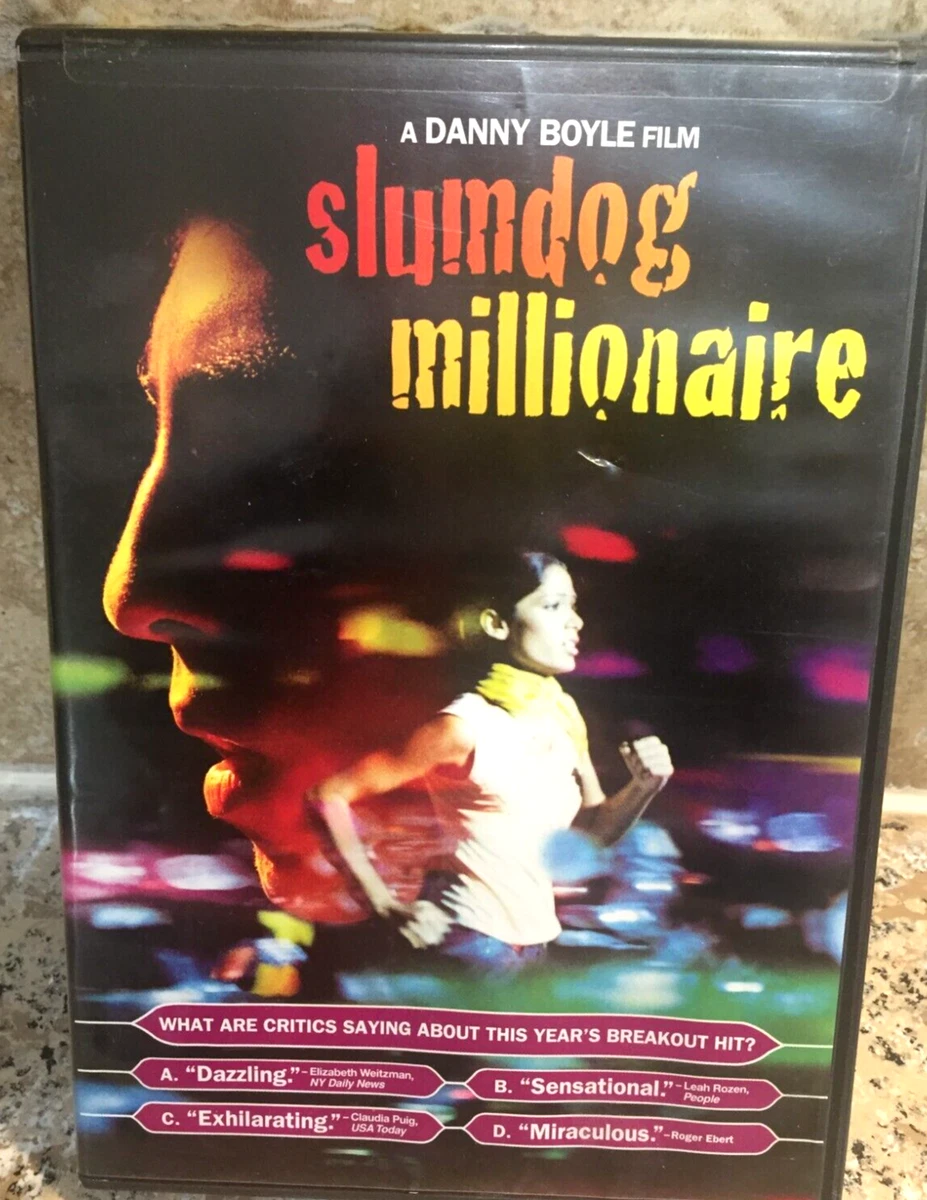 A DANNY BOYLE FILM
slumdog
millionaire
WHAT ARE CRITICS SAYING ABOUT THIS YEAR'S BREAKOUT HIT?
A. "Dazzling." – Elizabeth Weitzman,
NY Daily News
B. "Sensational." – Leah Rozen,
People
C. "Exhilarating." – Claudia Puig,
USA Today
D. "Miraculous." – Roger Ebert